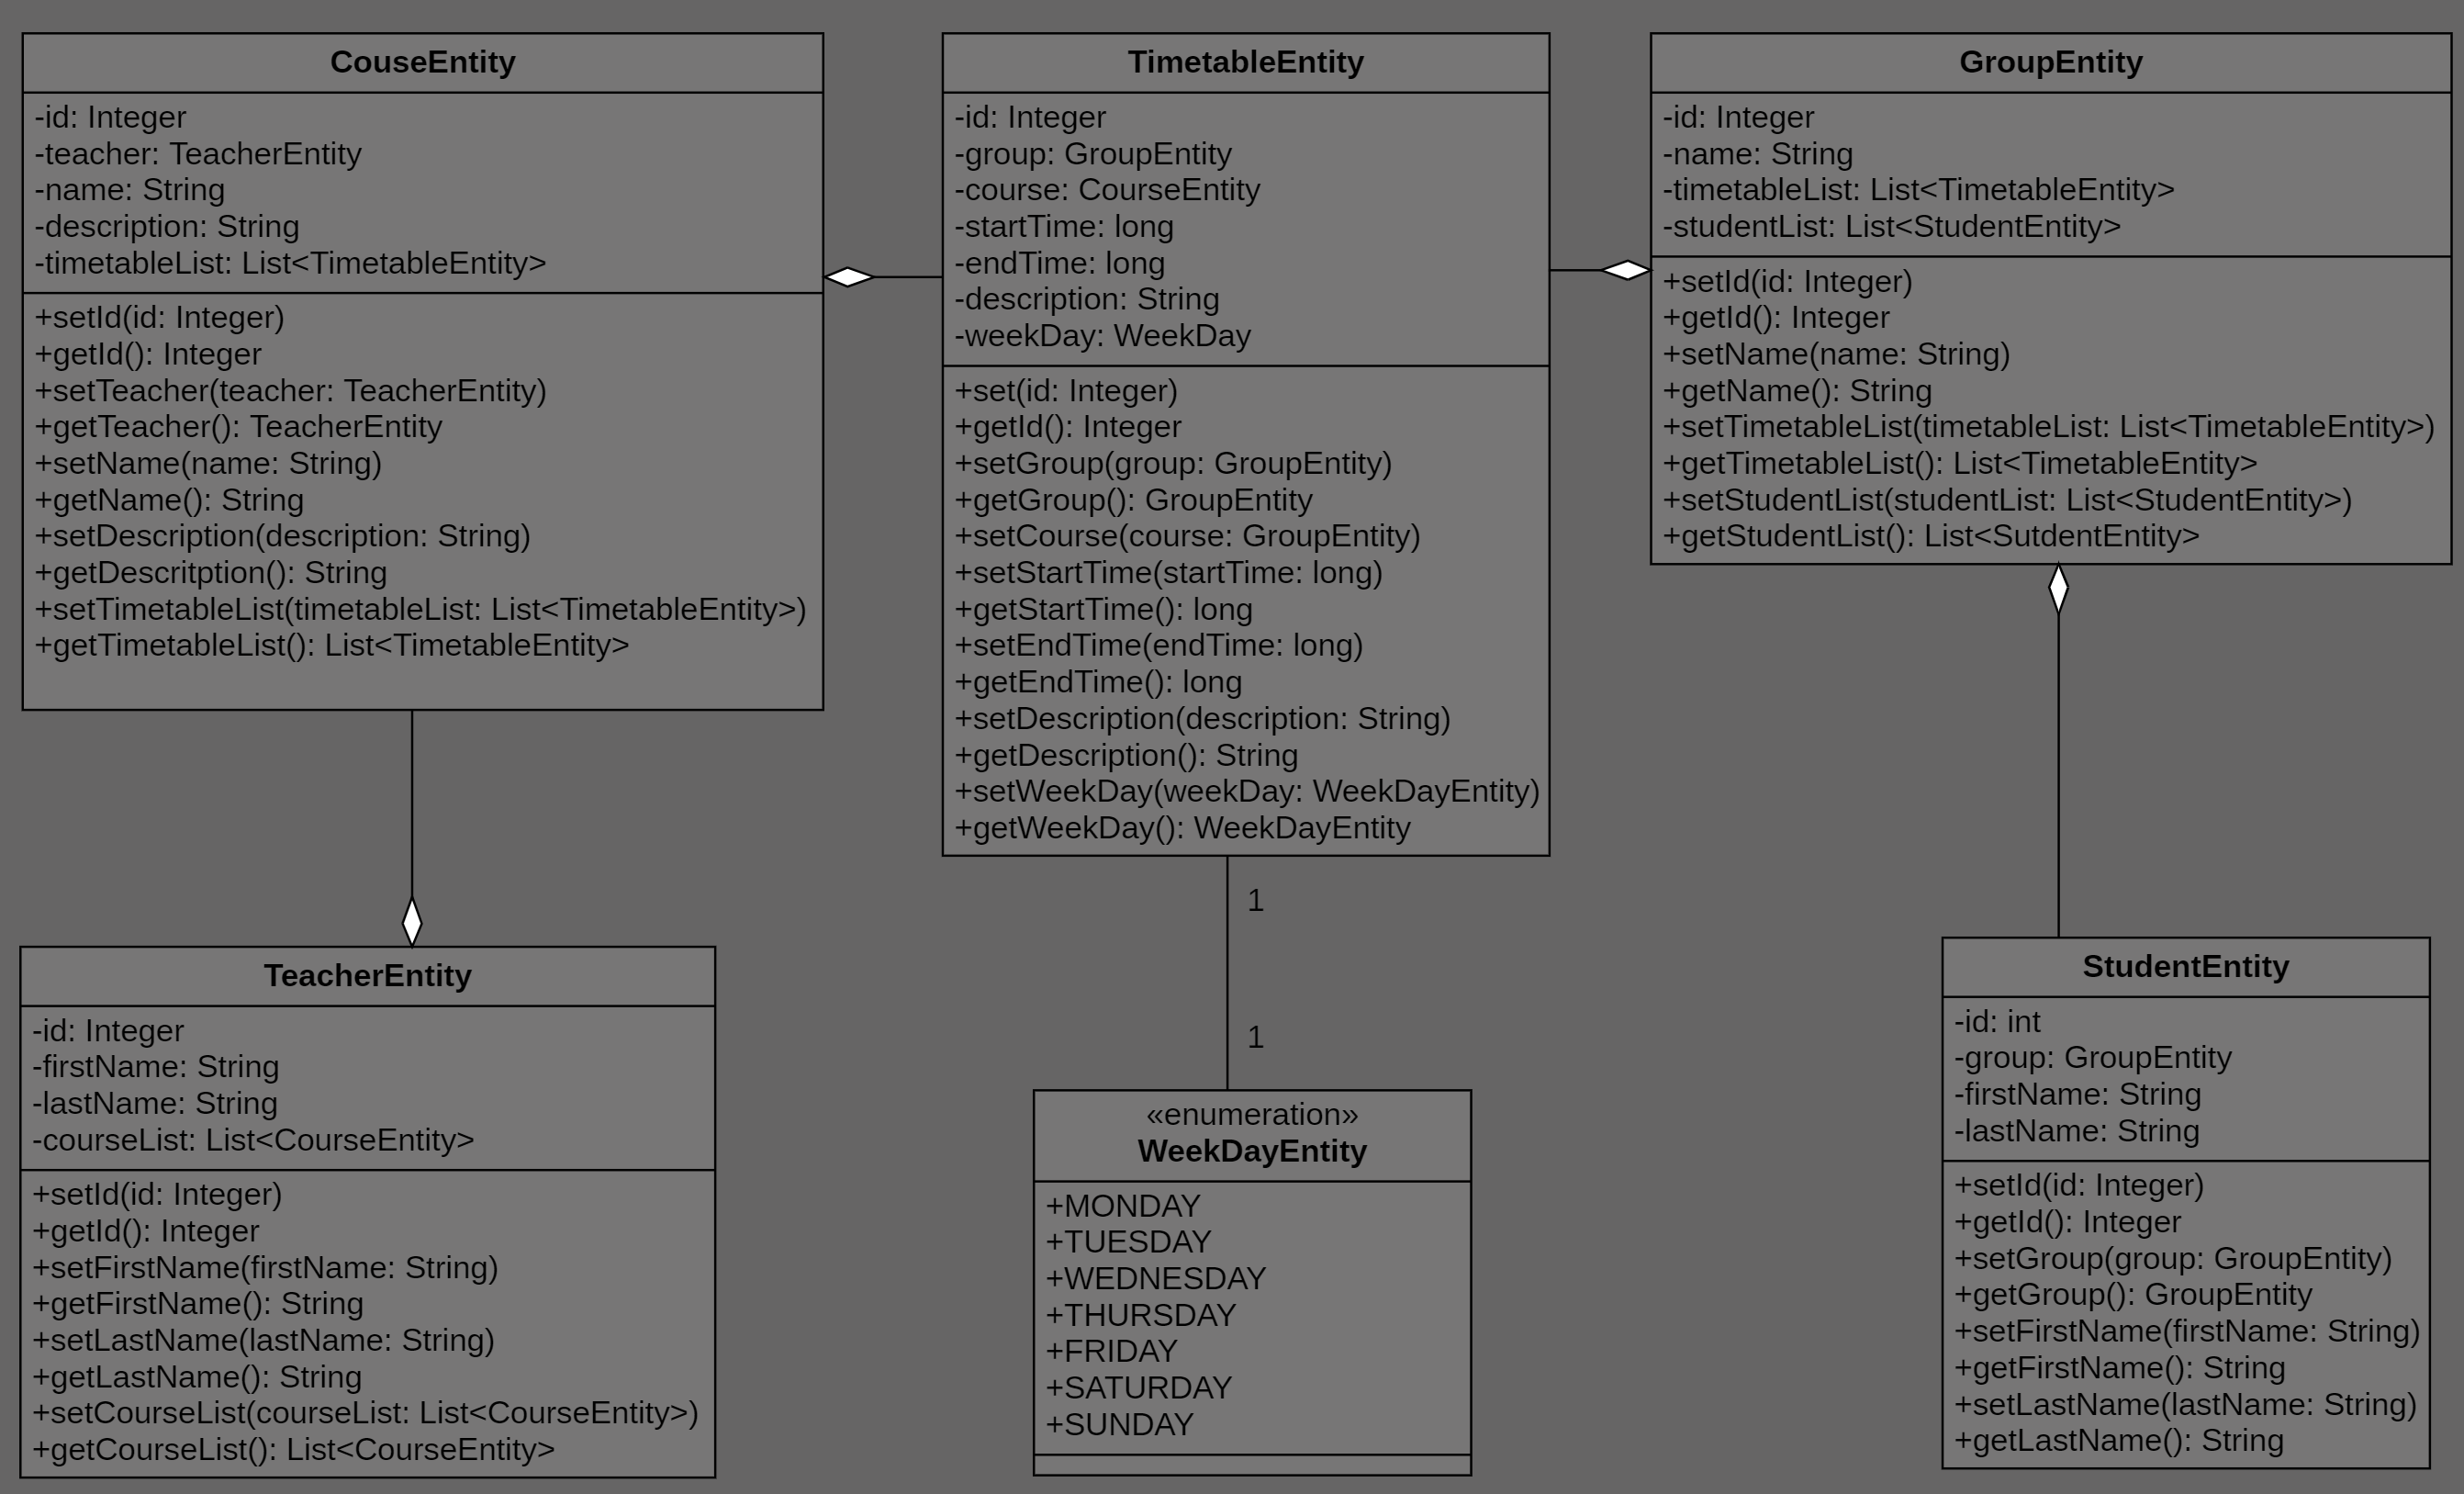 CouseEntity
-id: Integer
-teacher: TeacherEntity
-name: String
-description: String
-timetableList: List<TimetableEntity>
+setId(id: Integer)
+getId(): Integer
+setTeacher(teacher: TeacherEntity)
+getTeacher(): TeacherEntity
+setName(name: String)
+getName(): String
+setDescription(description: String)
+getDescritption(): String
+setTimetableList(timetableList: List<TimetableEntity>)
+getTimetableList(): List<TimetableEntity>
TimetableEntity
-id: Integer
-group: GroupEntity
-course: CourseEntity
-startTime: long
-endTime: long
-description: String
-weekDay: WeekDay
+set(id: Integer)
+getId(): Integer
+setGroup(group: GroupEntity)
+getGroup(): GroupEntity
+setCourse(course: GroupEntity)
+setStartTime(startTime: long)
+getStartTime(): long
+setEndTime(endTime: long)
+getEndTime(): long
+setDescription(description: String)
+getDescription(): String
+setWeekDay(weekDay: WeekDayEntity)
+getWeekDay(): WeekDayEntity
GroupEntity
-id: Integer
-name: String
-timetableList: List<TimetableEntity>
-studentList: List<StudentEntity>
+setId(id: Integer)
+getId(): Integer
+setName(name: String)
+getName(): String
+setTimetableList(timetableList: List<TimetableEntity>)
+getTimetableList(): List<TimetableEntity>
+setStudentList(studentList: List<StudentEntity>)
+getStudentList(): List<SutdentEntity>
1
1
TeacherEntity
-id: Integer
-firstName: String
-lastName: String
-courseList: List<CourseEntity>
+setId(id: Integer)
+getId(): Integer
+setFirstName(firstName: String)
+getFirstName(): String
+setLastName(lastName: String)
+getLastName(): String
+setCourseList(courseList: List<CourseEntity>)
+getCourseList(): List<CourseEntity>
«enumeration»
WeekDayEntity
+MONDAY
+TUESDAY
+WEDNESDAY
+THURSDAY
+FRIDAY
+SATURDAY
+SUNDAY
StudentEntity
-id: int
-group: GroupEntity
-firstName: String
-lastName: String
+setId(id: Integer)
+getId(): Integer
+setGroup(group: GroupEntity)
+getGroup(): GroupEntity
+setFirstName(firstName: String)
+getFirstName(): String
+setLastName(lastName: String)
+getLastName(): String